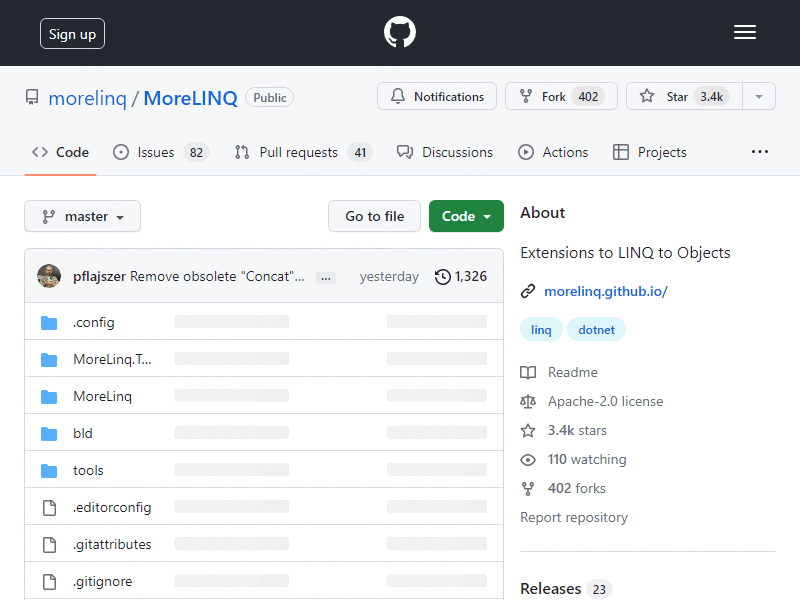 Sign up
morelinq / MoreLINQ Public
Notifications
Fork 402
Star 3.4k
Code
Issues 82
Pull requests 41
Discussions
Actions
Projects
master
Go to file
Code
pflajszer Remove obsolete "Concat"... ... yesterday 1,326
.config
MoreLinq.T...
MoreLinq
bld
tools
.editorconfig
.gitattributes
.gitignore
About
Extensions to LINQ to Objects
morelinq.github.io/
linq dotnet
Readme
Apache-2.0 license
3.4k stars
110 watching
402 forks
Report repository
Releases 23